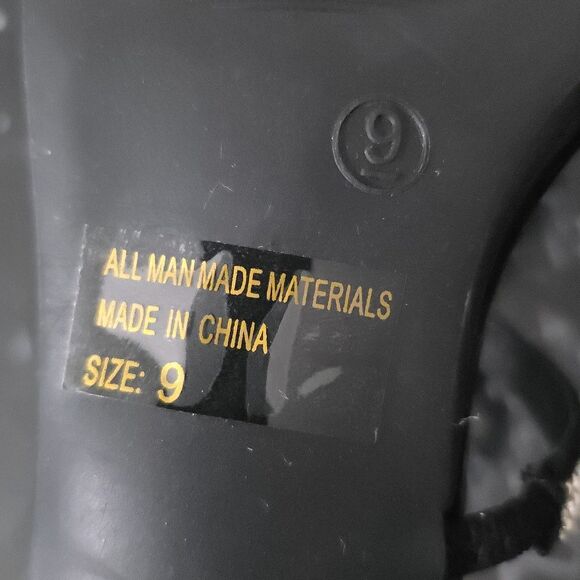 9
ALL MAN MADE MATERIALS
MADE IN CHINA
SIZE: 9